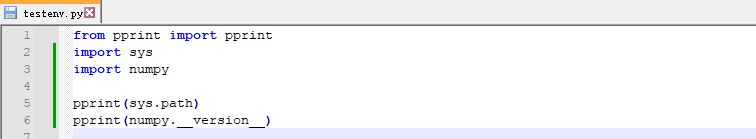 testenv.py
1 from pprint import pprint
2 import sys
3 import numpy
4
5 pprint(sys.path)
6 pprint(numpy.__version__)
7